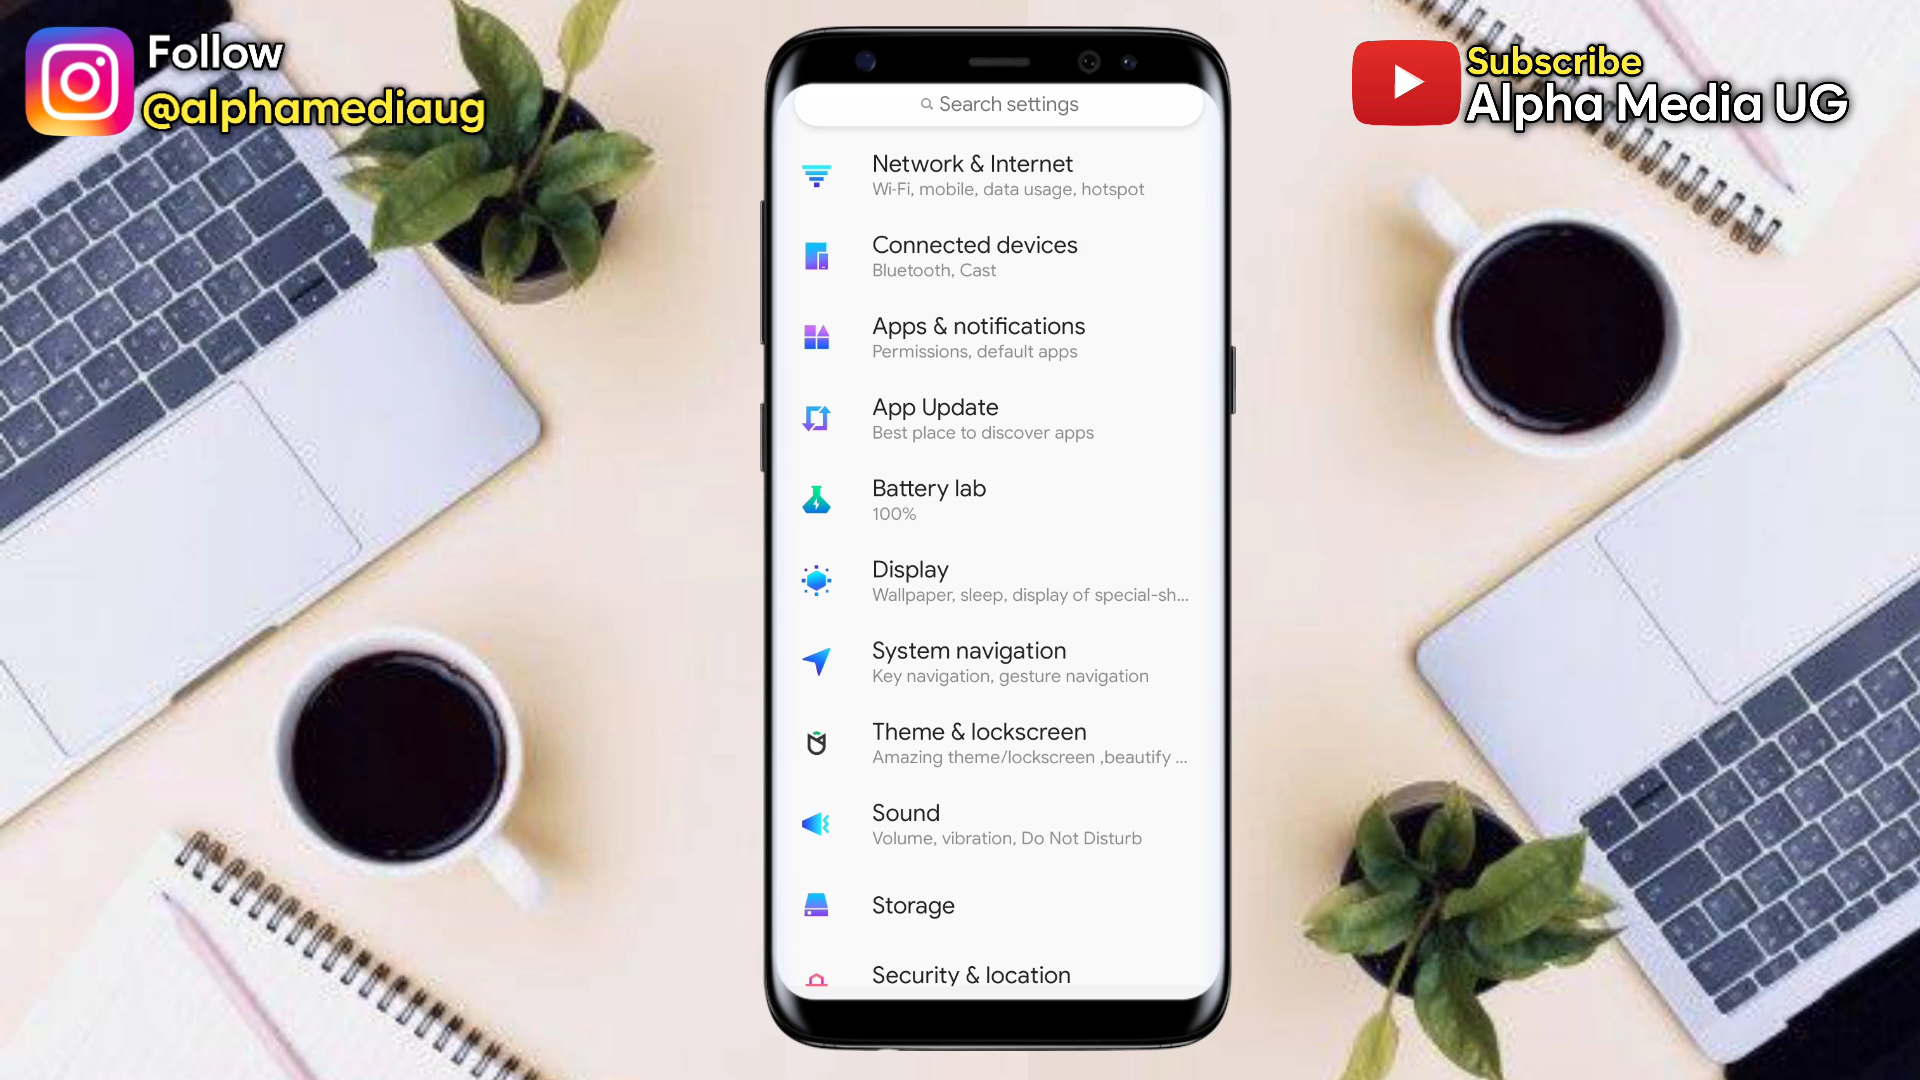 Follow
@alphamediaug
Subscribe
Alpha Media UG
Search settings
Network & Internet
Wi-Fi, mobile, data usage, hotspot
Connected devices
Bluetooth, Cast
Apps & notifications
Permissions, default apps
App Update
Best place to discover apps
Battery lab
100%
Display
Wallpaper, sleep, display of special-sh...
System navigation
Key navigation, gesture navigation
Theme & lockscreen
Amazing theme/lockscreen ,beautify ...
Sound
Volume, vibration, Do Not Disturb
Storage
Security & location